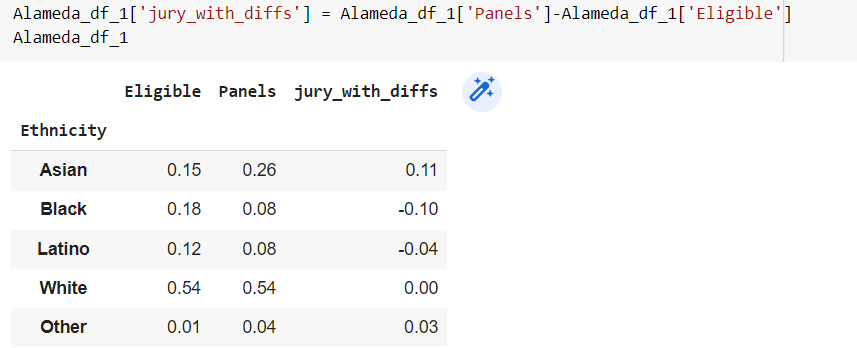 Alameda_df_1['jury_with_diffs'] = Alameda_df_1['Panels']-Alameda_df_1['Eligible']
Alameda_df_1
Eligible Panels jury_with_diffs
Ethnicity
Asian 0.15 0.26 0.11
Black 0.18 0.08 -0.10
Latino 0.12 0.08 -0.04
White 0.54 0.54 0.00
Other 0.01 0.04 0.03